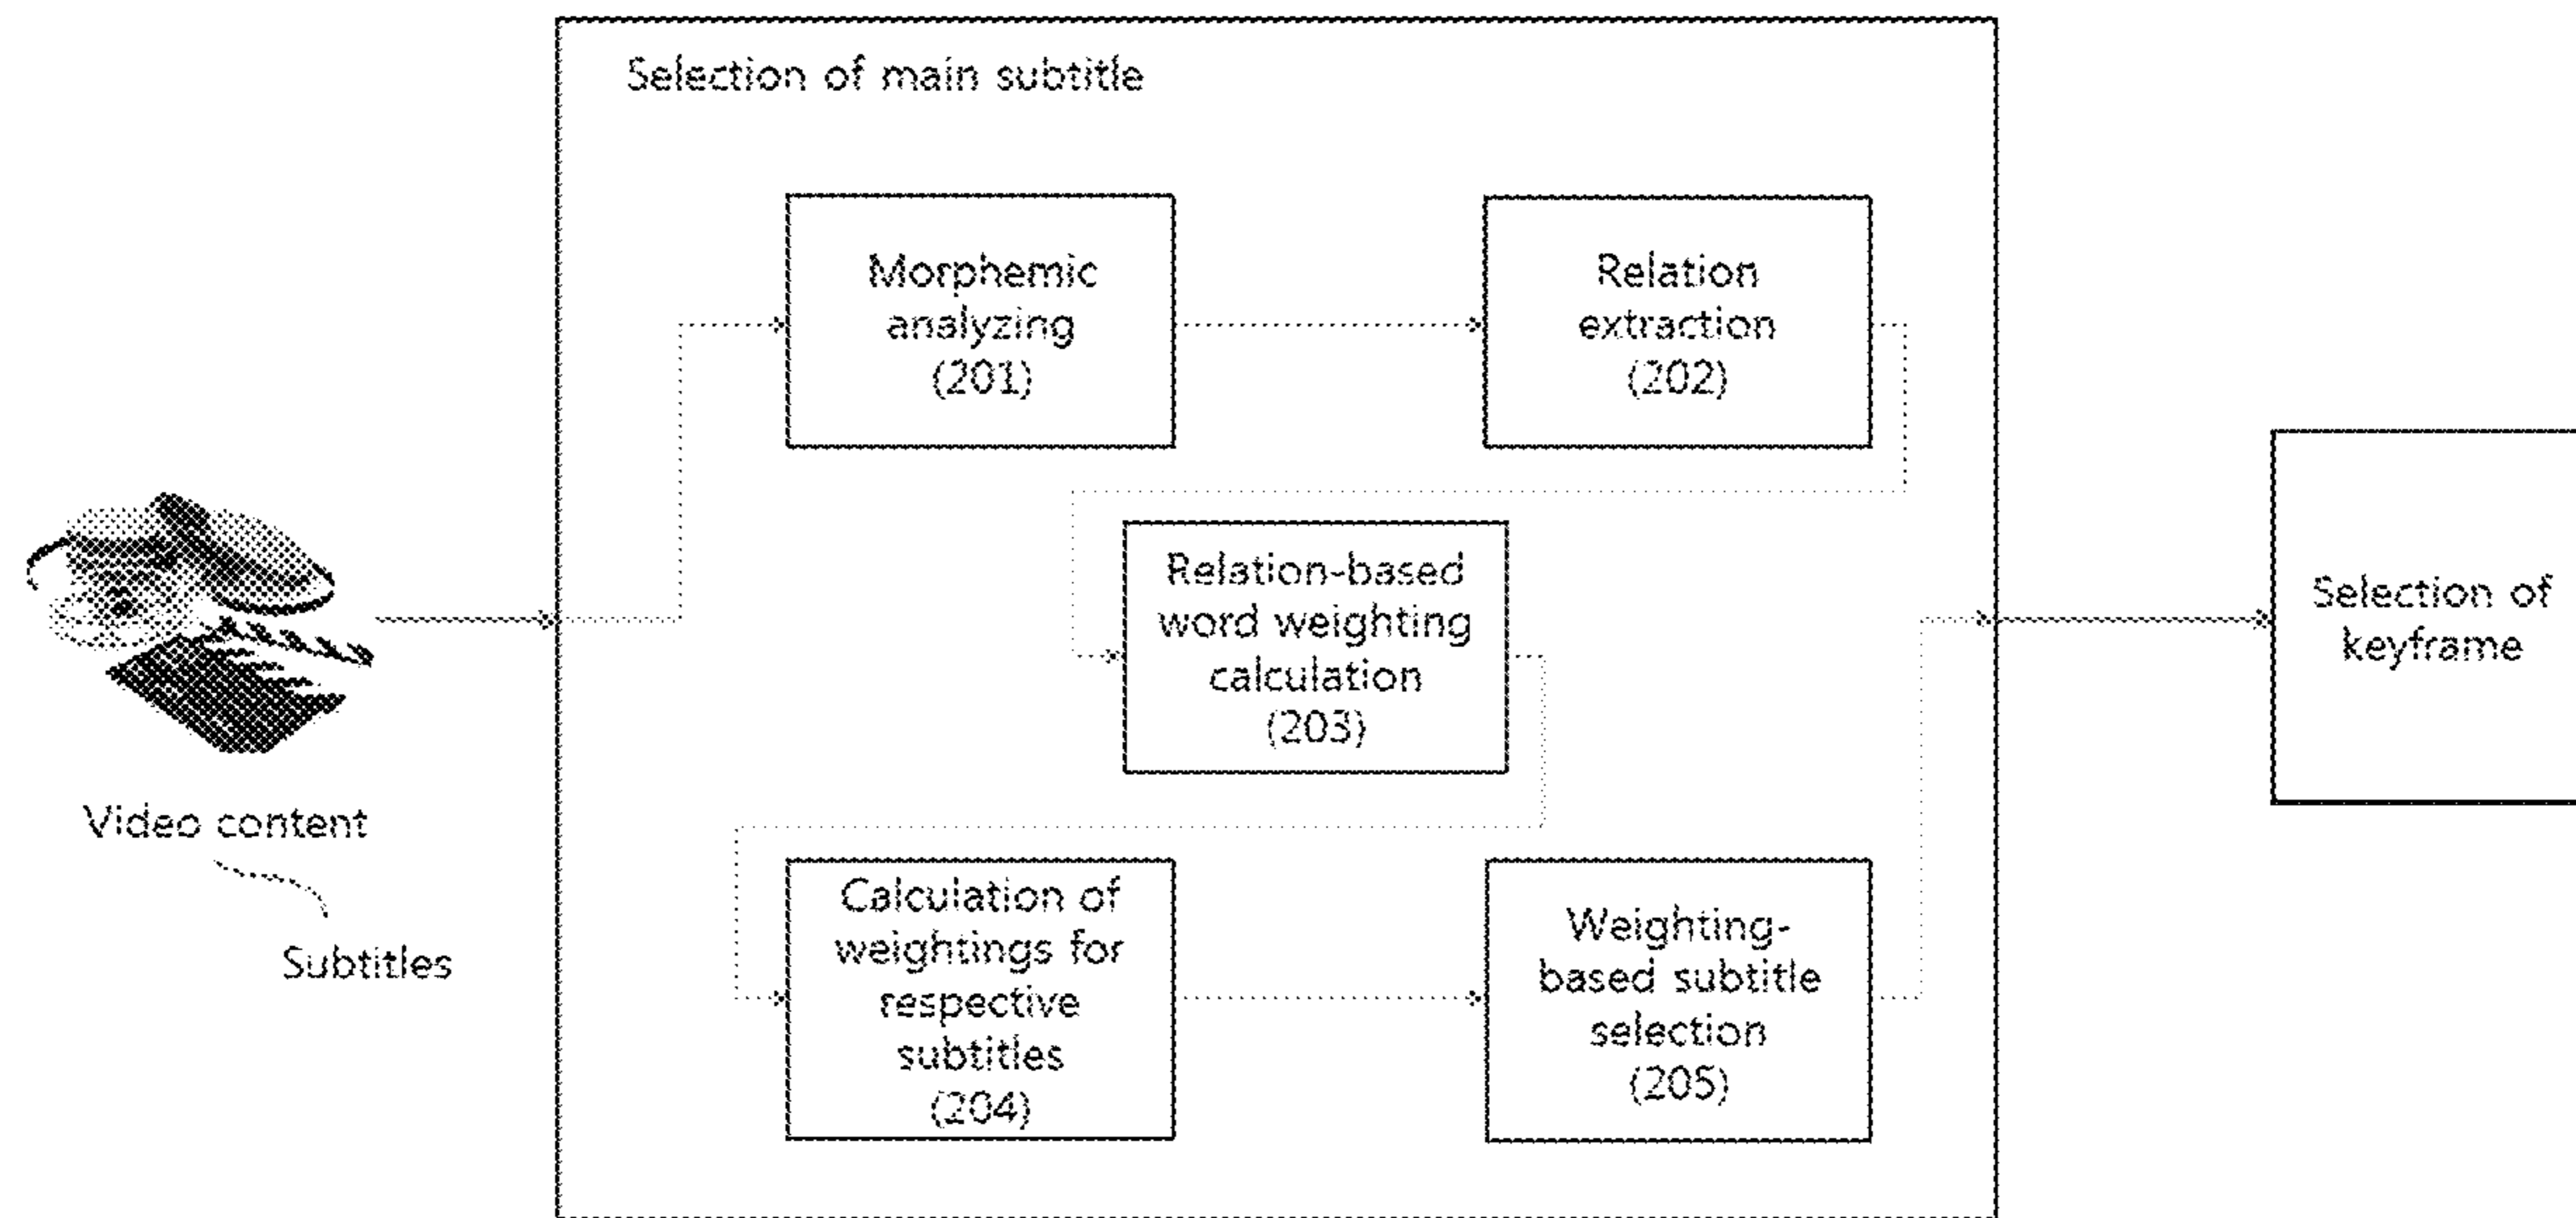 Selection of main subtitle
Morphemic
analyzing
(201)
Relation
extraction
(202)
Relation-based
word weighting
calculation
(203)
Calculation of
weightings for
respective
subtitles
(204)
Weighting-
based subtitle
selection
(205)
Video content
Subtitles
Selection of
keyframe